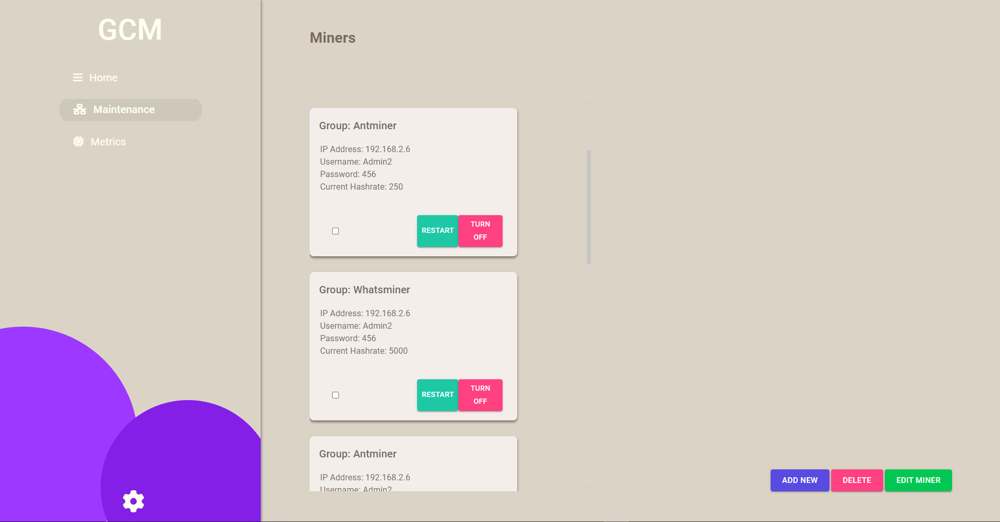 GCM
Home
Maintenance
Metrics
Miners
Group: Antminer
IP Address: 192.168.2.6
Username: Admin2
Password: 456
Current Hashrate: 250
RESTART
TURN
OFF
Group: Whatsminer
IP Address: 192.168.2.6
Username: Admin2
Password: 456
Current Hashrate: 5000
RESTART
TURN
OFF
Group: Antminer
IP Address: 192.168.2.6
Username: Admin2
ADD NEW DELETE EDIT MINER